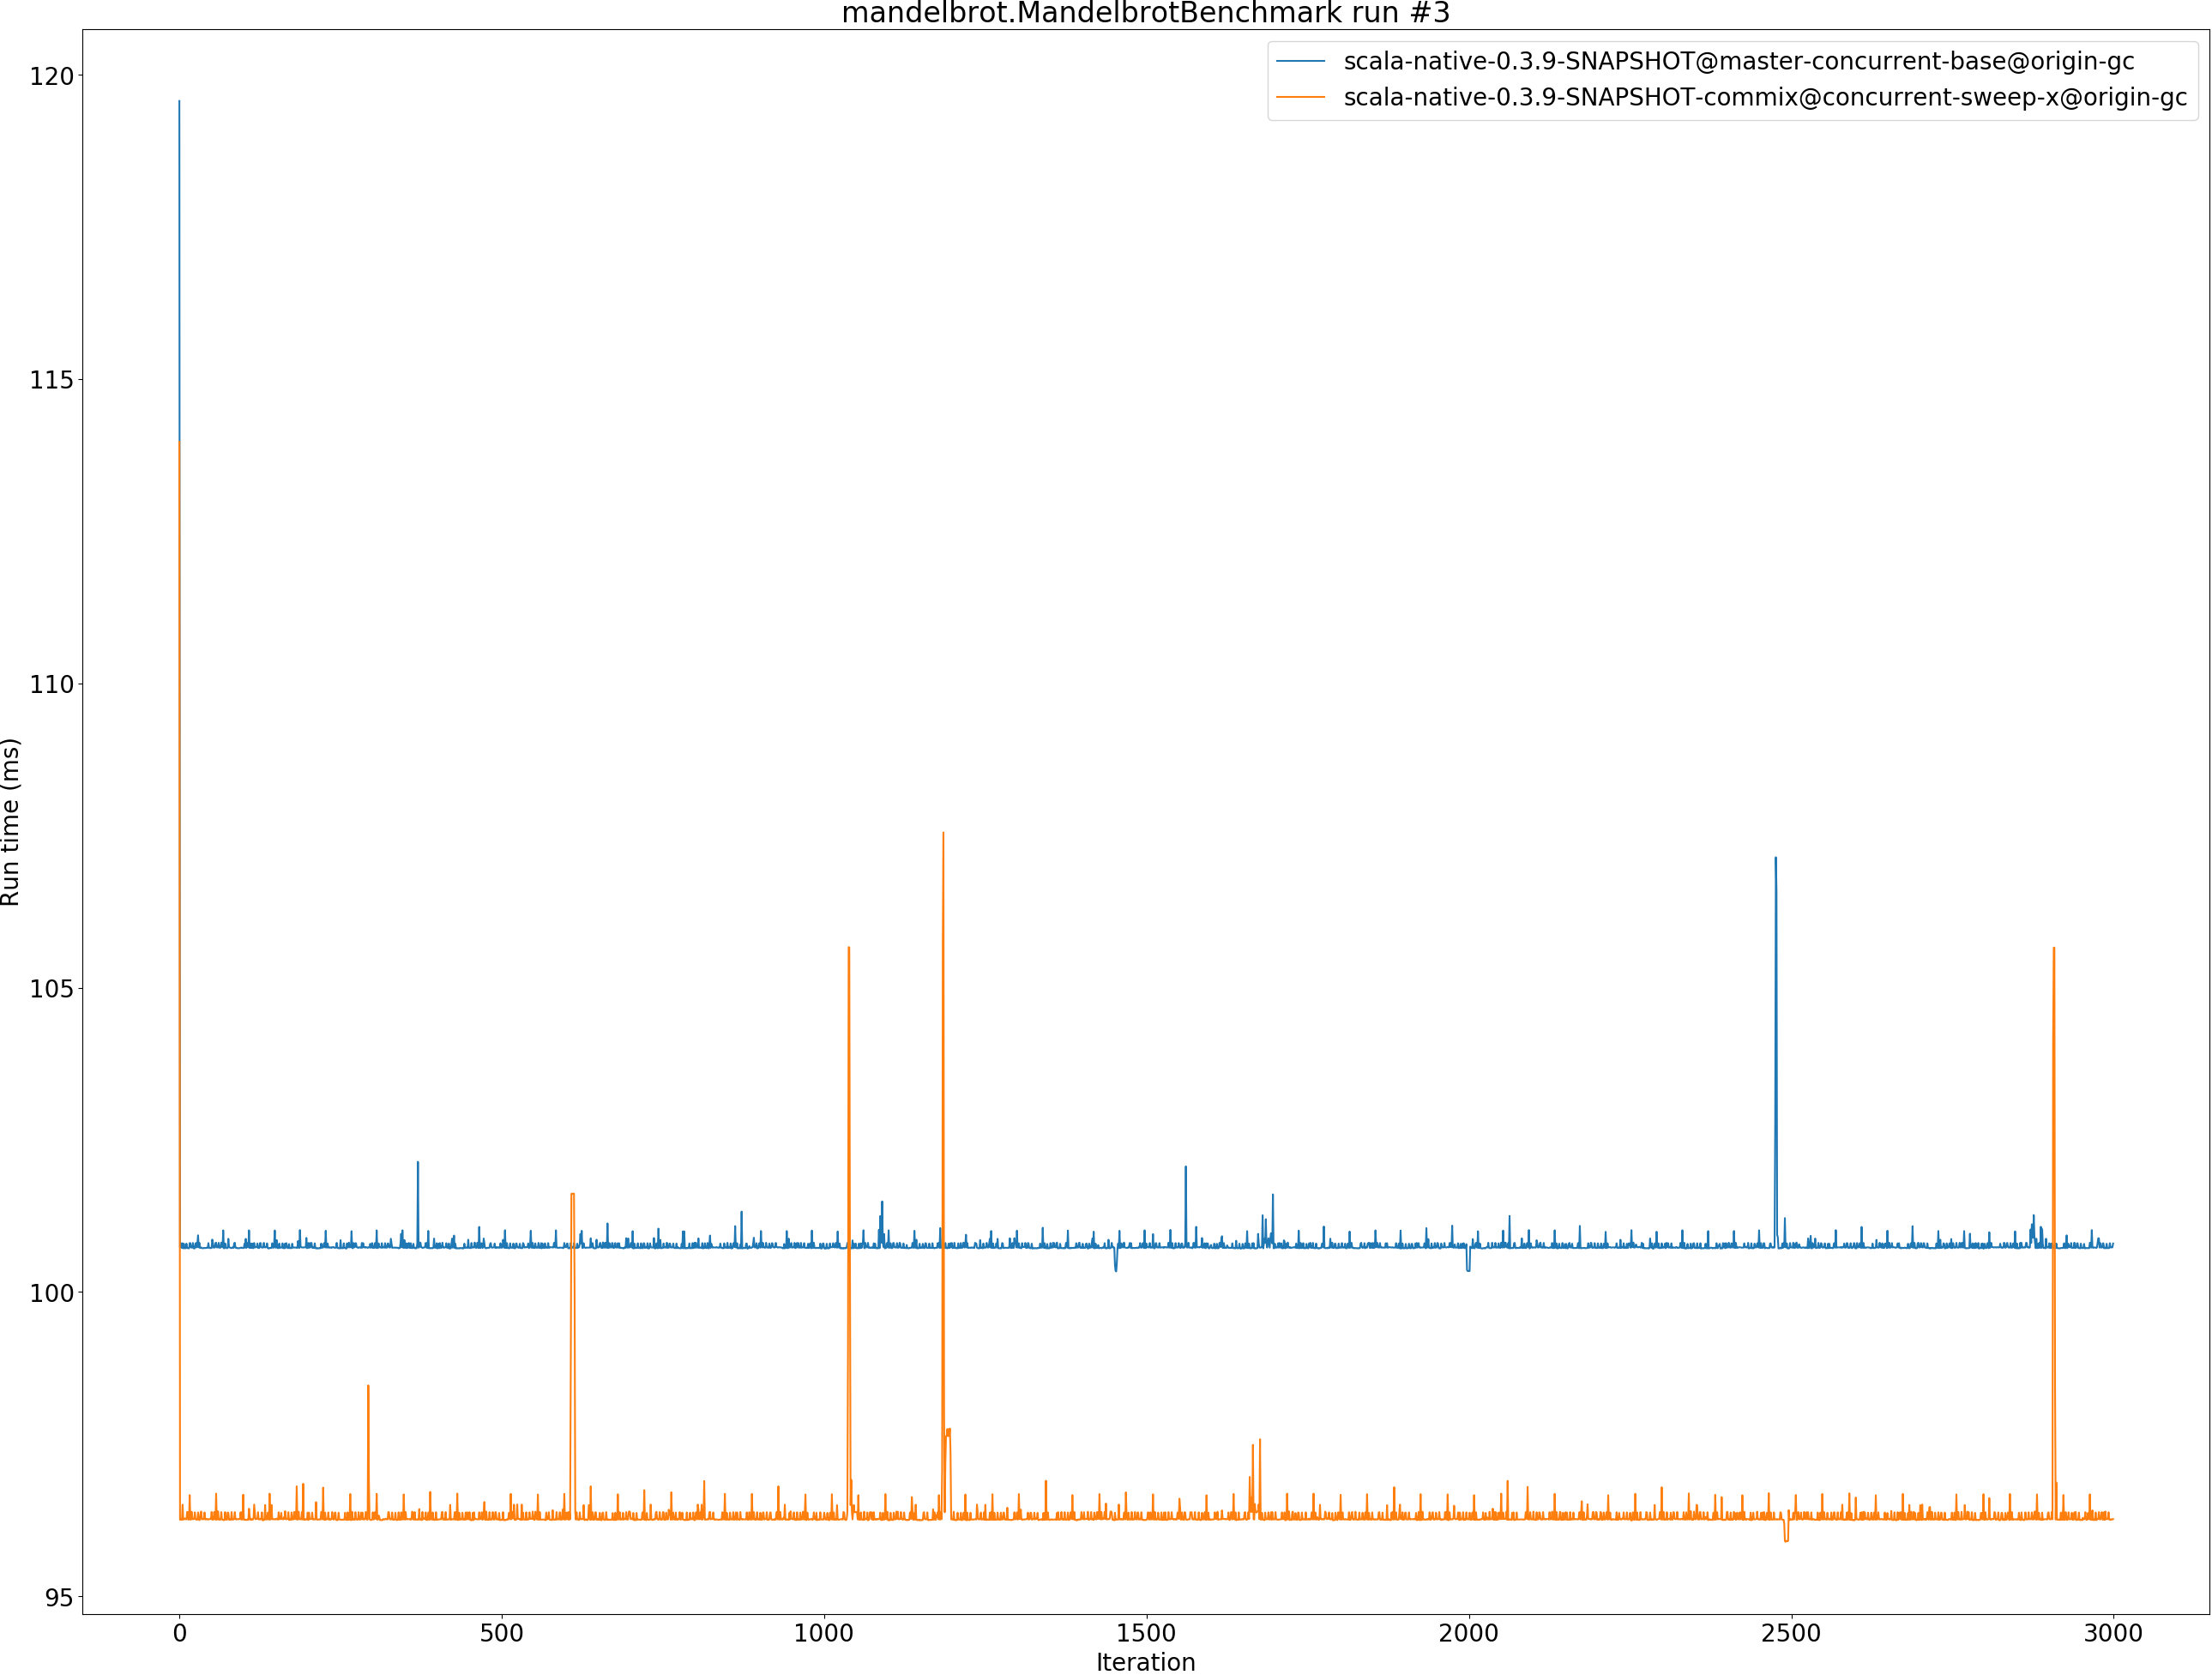 mandelbrot.MandelbrotBenchmark run #3
scala-native-0.3.9-SNAPSHOT@master-concurrent-base@origin-gc
scala-native-0.3.9-SNAPSHOT-commix@concurrent-sweep-x@origin-gc
120
115
110
105
100
95
Run time (ms)
0
500
1000
1500
2000
2500
3000
Iteration